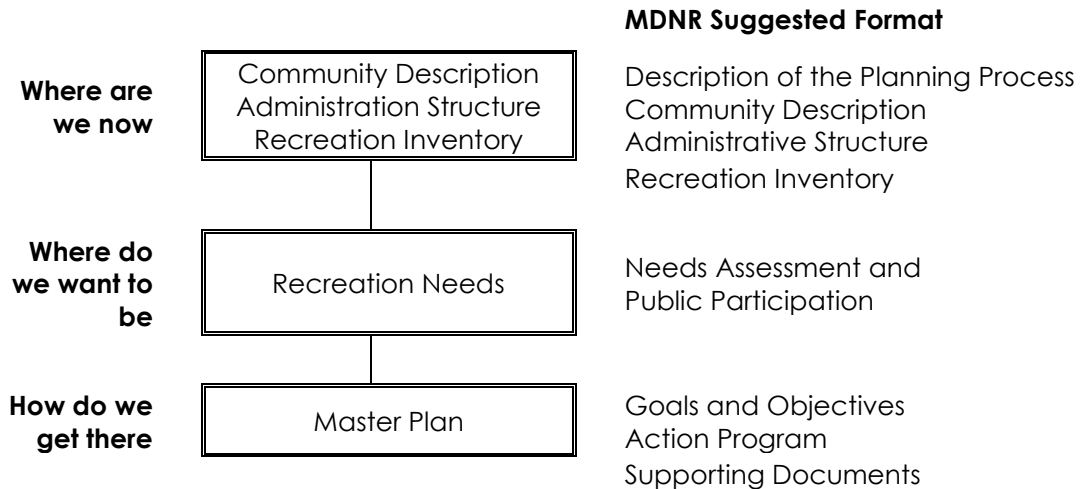 MDNR Suggested Format
Where are
we now
Community Description
Administration Structure
Recreation Inventory
Description of the Planning Process
Community Description
Administrative Structure
Recreation Inventory
Where do
we want to
be
Recreation Needs
Needs Assessment and
Public Participation
How do we
get there
Master Plan
Goals and Objectives
Action Program
Supporting Documents